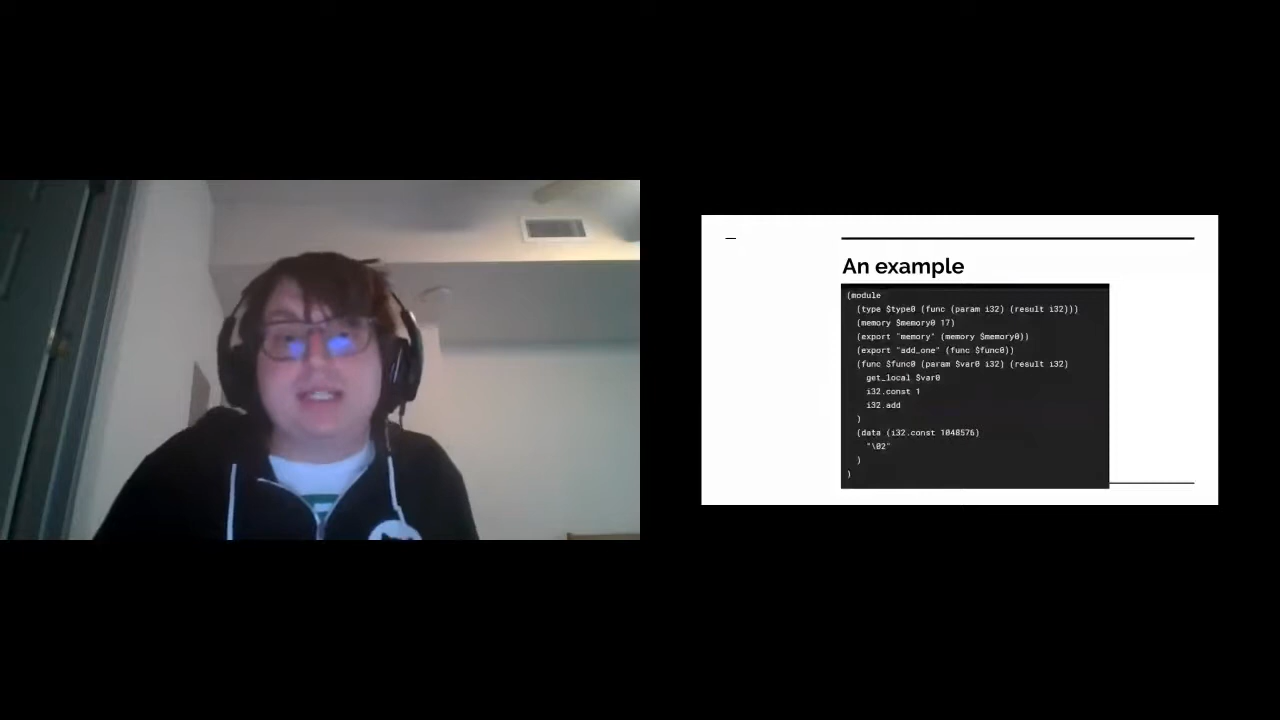 An example
(module
(type $type0 (func (param i32) (result i32)))
(memory $memory0 17)
(export "memory" (memory $memory0))
(export "add_one" (func $func0))
(func $func0 (param $var0 i32) (result i32)
get_local $var0
i32.const 1
i32.add
)
(data (i32.const 1048576)
"\02"
)
)